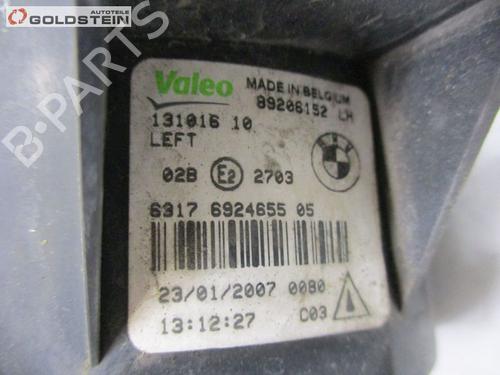 Autoteile
GOLDSTEIN
B-PARTS
Valeo
MADE IN BELGIUM
89206152 LH
131016 10
LEFT
BMW
02B E2 2703
6317 6924655 05
23/01/2007 0080
13:12:27 C03